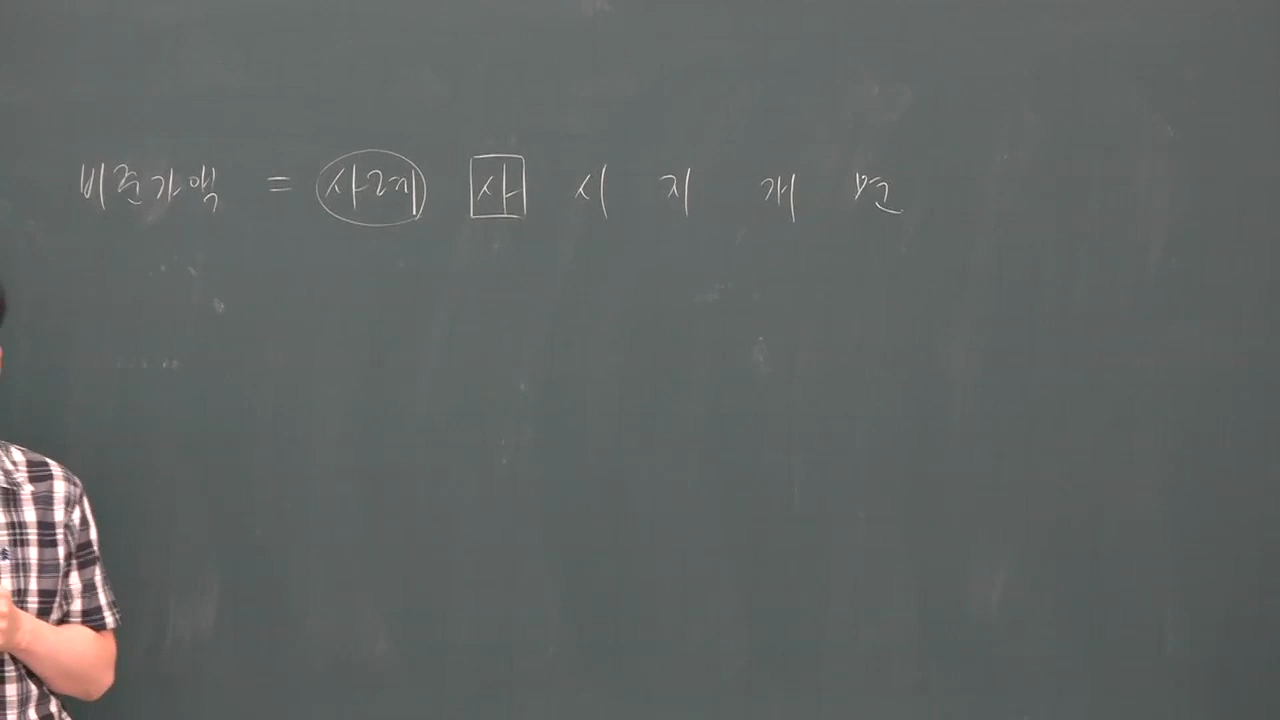 비준가액 = 사례 사 시 지 개 면